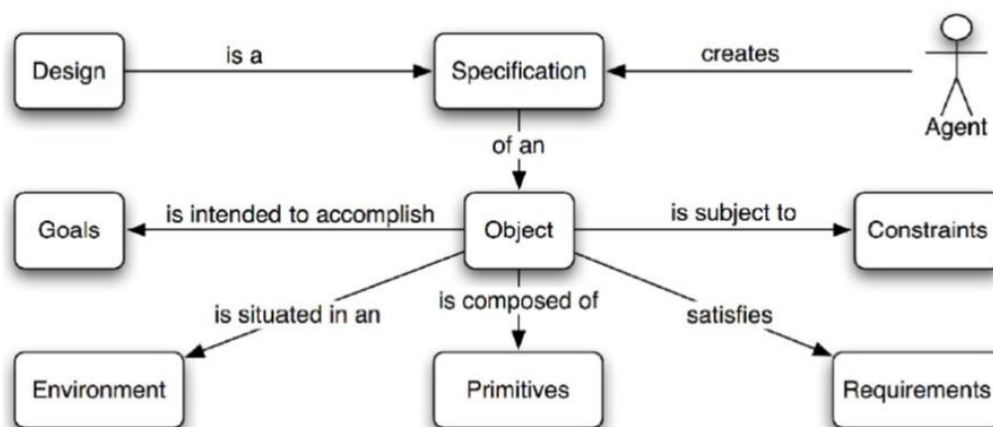 Design
is a
Specification
creates
Agent
of an
Goals
is intended to accomplish
Object
is subject to
Constraints
is situated in an
is composed of
satisfies
Environment
Primitives
Requirements